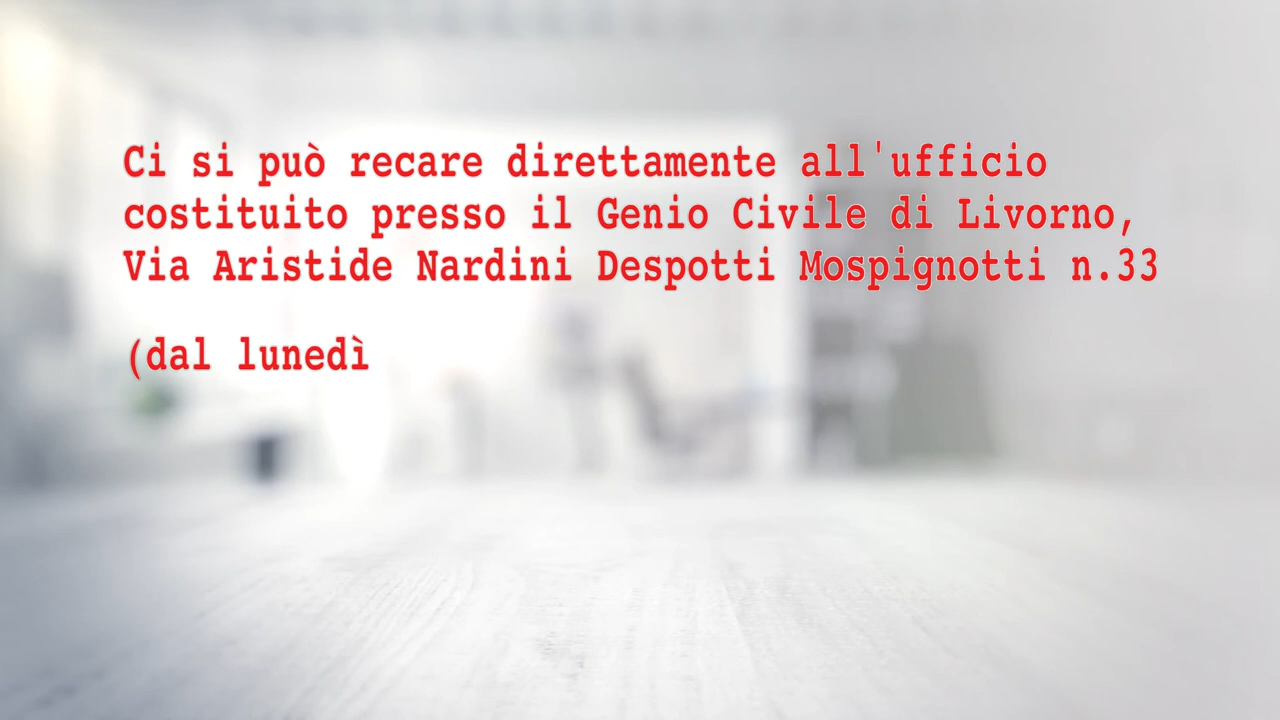 Ci si può recare direttamente all'ufficio
costituito presso il Genio Civile di Livorno,
Via Aristide Nardini Despotti Mospignotti n.33
(dal lunedì